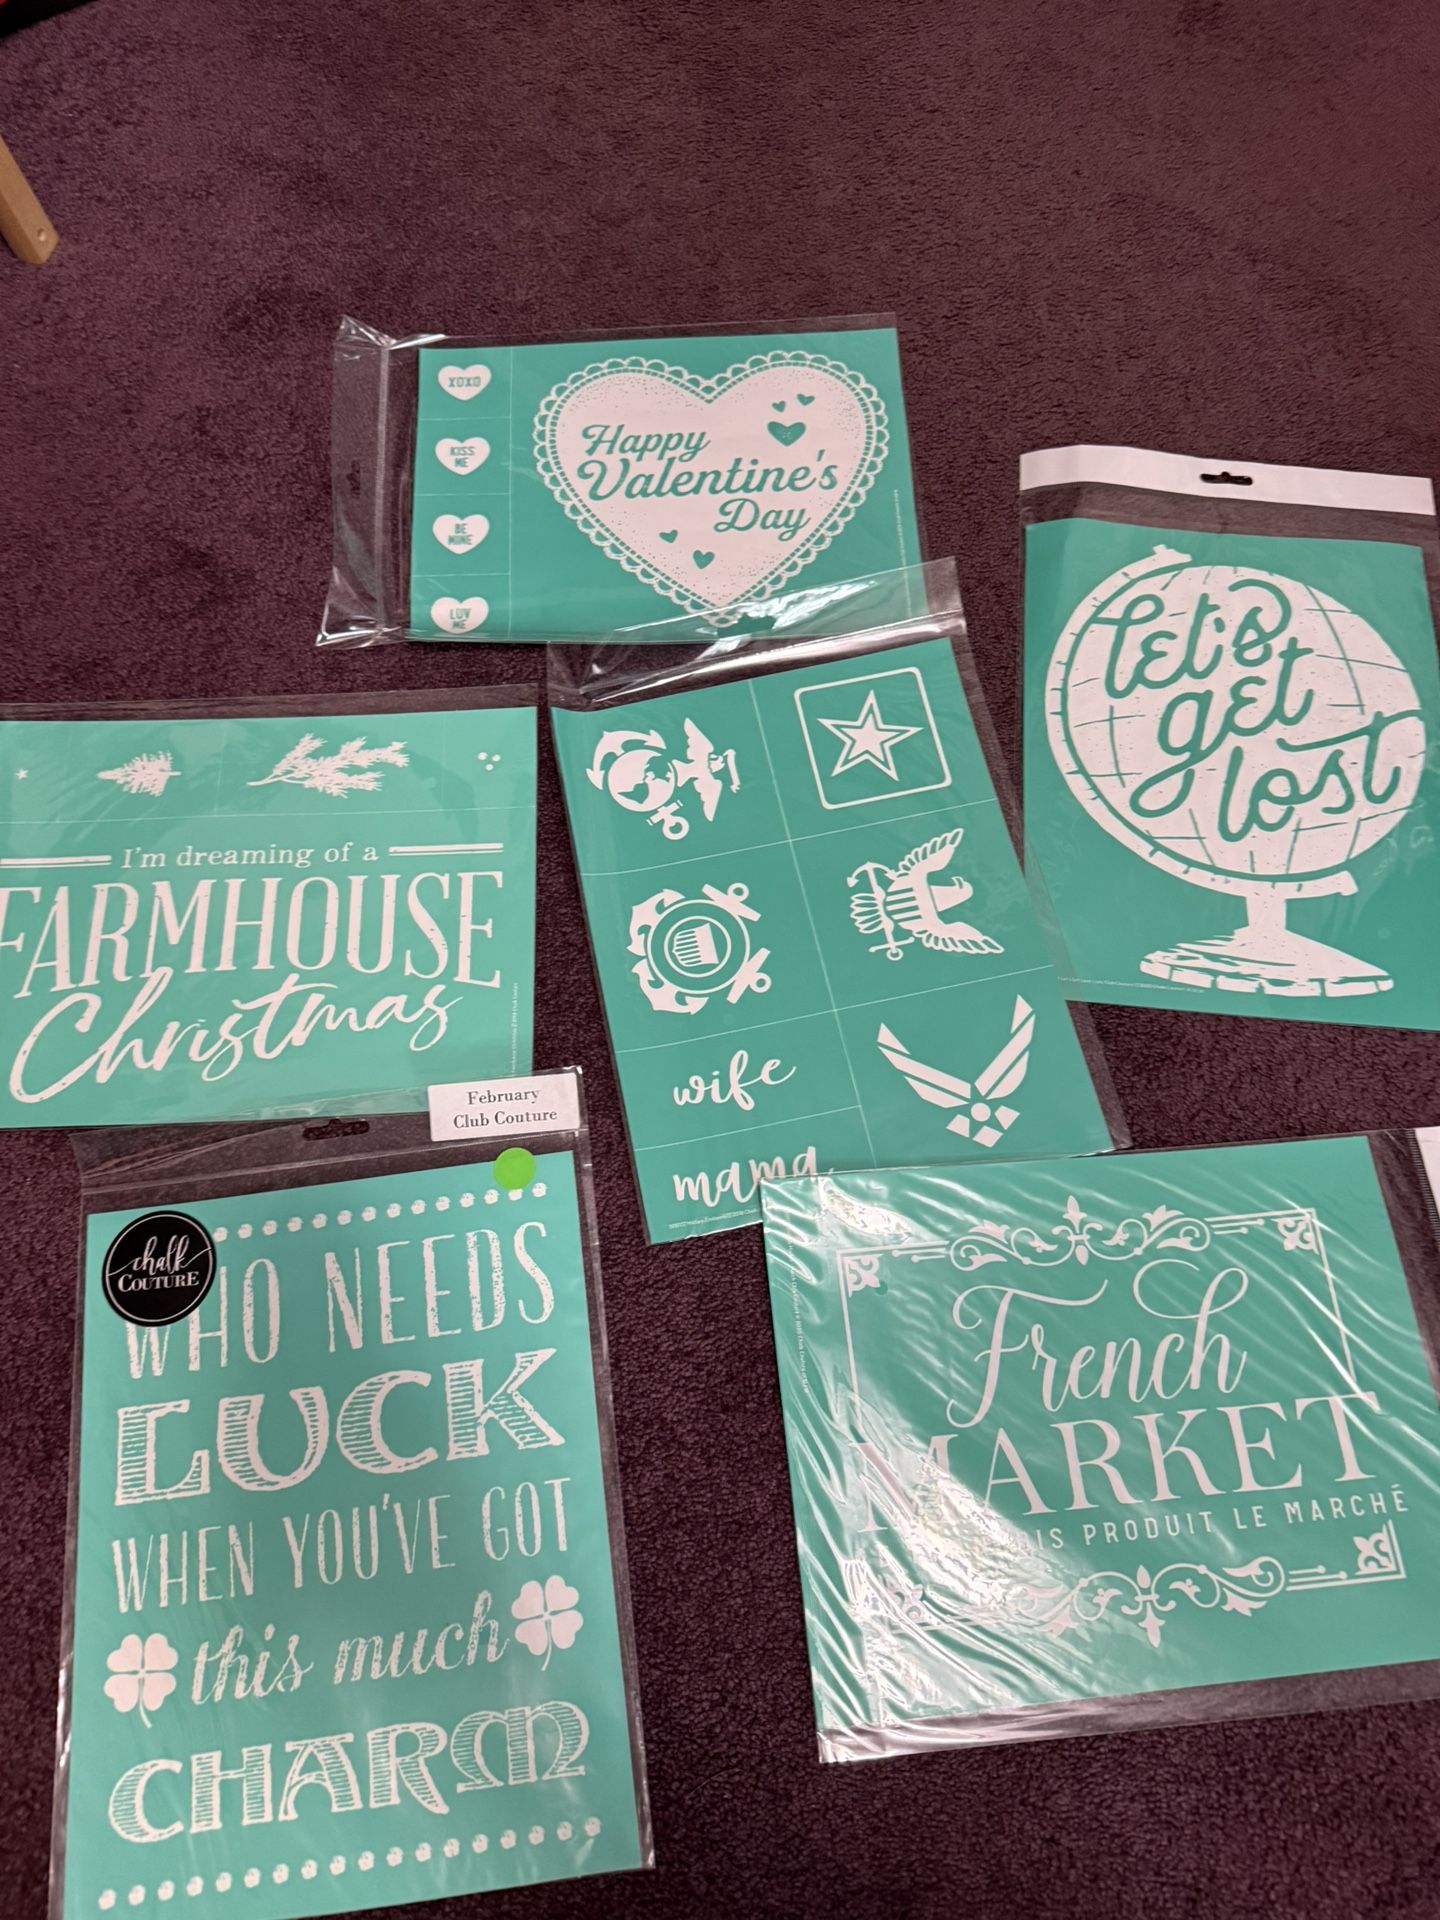 XOXO
KISS
ME
BE
MINE
LUV
ME
Happy
Valentine's
Day
let's
get
lost
I'm dreaming of a
FARMHOUSE
Christmas
wife
mama
February
Club Couture
chalk
COUTURE
WHO NEEDS
LUCK
WHEN YOU'VE GOT
this much
CHARM
French
MARKET
PRODUIT LE MARCHÉ